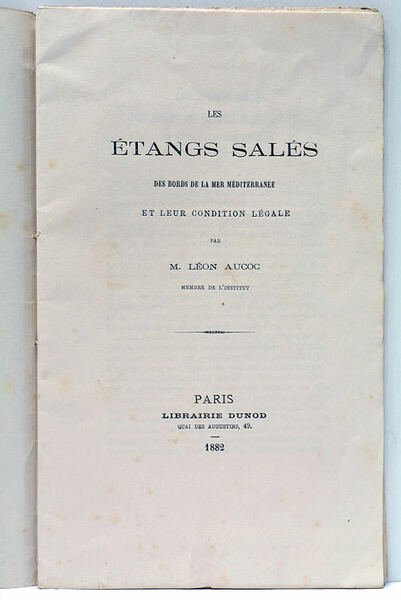 LES
ÉTANGS SALÉS
DES BORDS DE LA MER MÉDITERRANÉE
ET LEUR CONDITION LÉGALE
PAR
M. LÉON AUCOC
MEMBRE DE L'INSTITUT
PARIS
LIBRAIRIE DUNOD
QUAI DES AUGUSTINS, 49.
1882